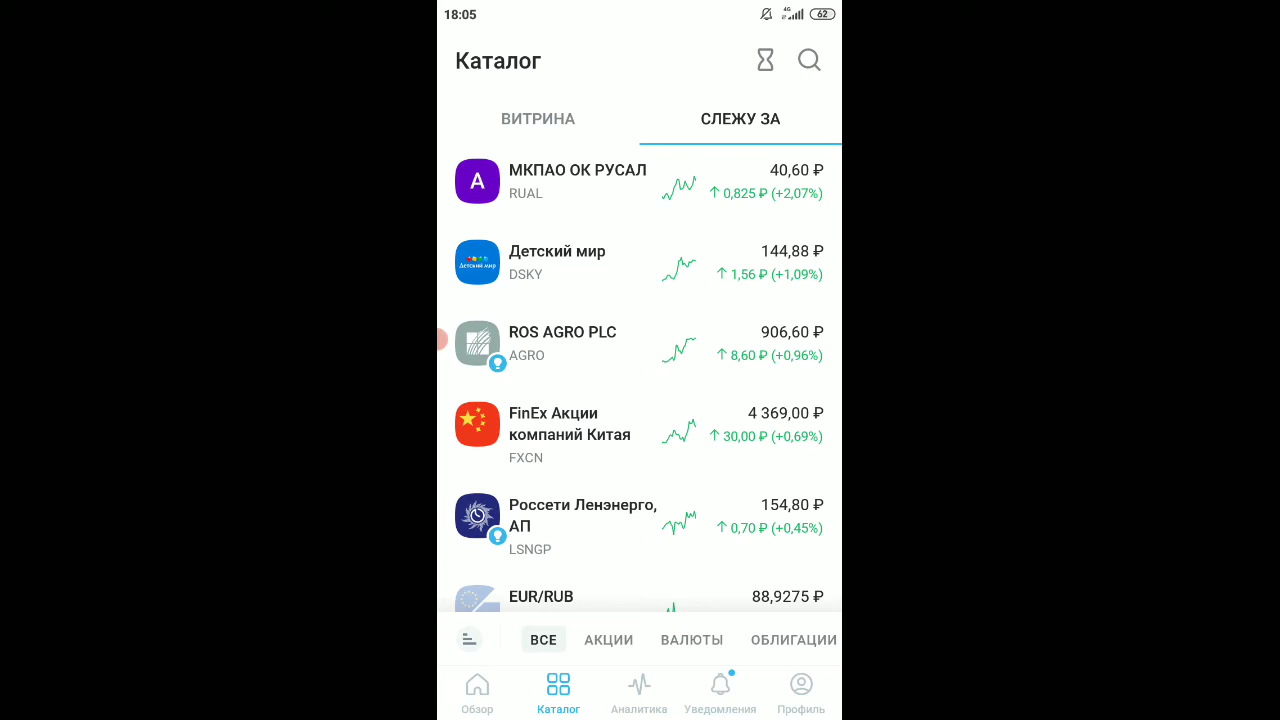 18:05
4G
62
Каталог
ВИТРИНА
СЛЕЖУ ЗА
A
МКПАО ОК РУСАЛ
40,60 ₽
RUAL
↑ 0,825 ₽ (+2,07%)
Детский мир
Детский мир
144,88 ₽
DSKY
↑ 1,56 ₽ (+1,09%)
ROS AGRO PLC
906,60 ₽
AGRO
↑ 8,60 ₽ (+0,96%)
FinEx Акции
4 369,00 ₽
компаний Китая
↑ 30,00 ₽ (+0,69%)
FXCN
Россети Ленэнерго,
154,80 ₽
АП
↑ 0,70 ₽ (+0,45%)
LSNGP
EUR/RUB
88,9275 ₽
ВСЕ
АКЦИИ
ВАЛЮТЫ
ОБЛИГАЦИИ
Обзор
Каталог
Аналитика
Уведомления
Профиль